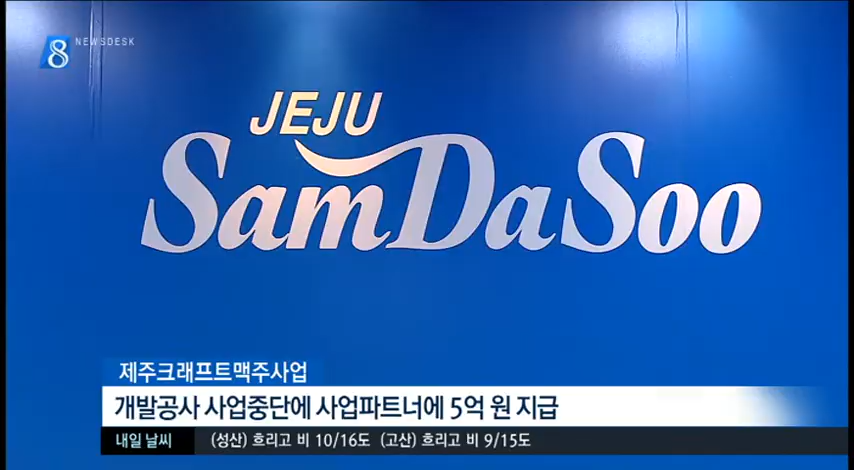 8 NEWSDESK
JEJU
SamDaSoo
제주크래프트맥주사업
개발공사 사업중단에 사업파트너에 5억 원 지급
내일 날씨 (성산) 흐리고 비 10/16도 (고산) 흐리고 비 9/15도